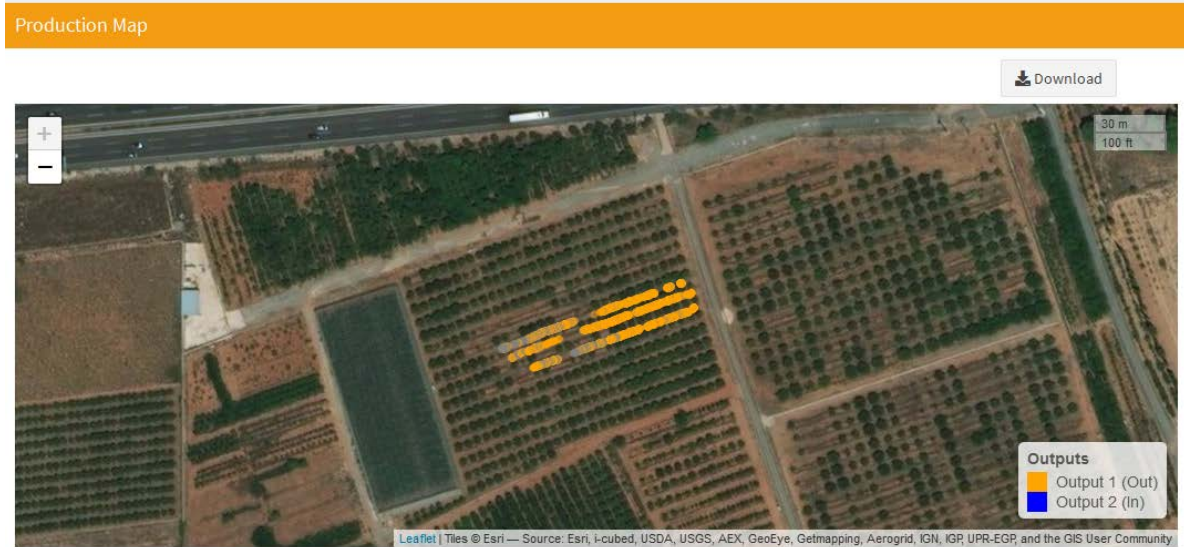 Production Map
Download
+
−
30 m
100 ft
Outputs
Output 1 (Out)
Output 2 (In)
Leaflet | Tiles © Esri — Source: Esri, i-cubed, USDA, USGS, AEX, GeoEye, Getmapping, Aerogrid, IGN, IGP, UPR-EGP, and the GIS User Community